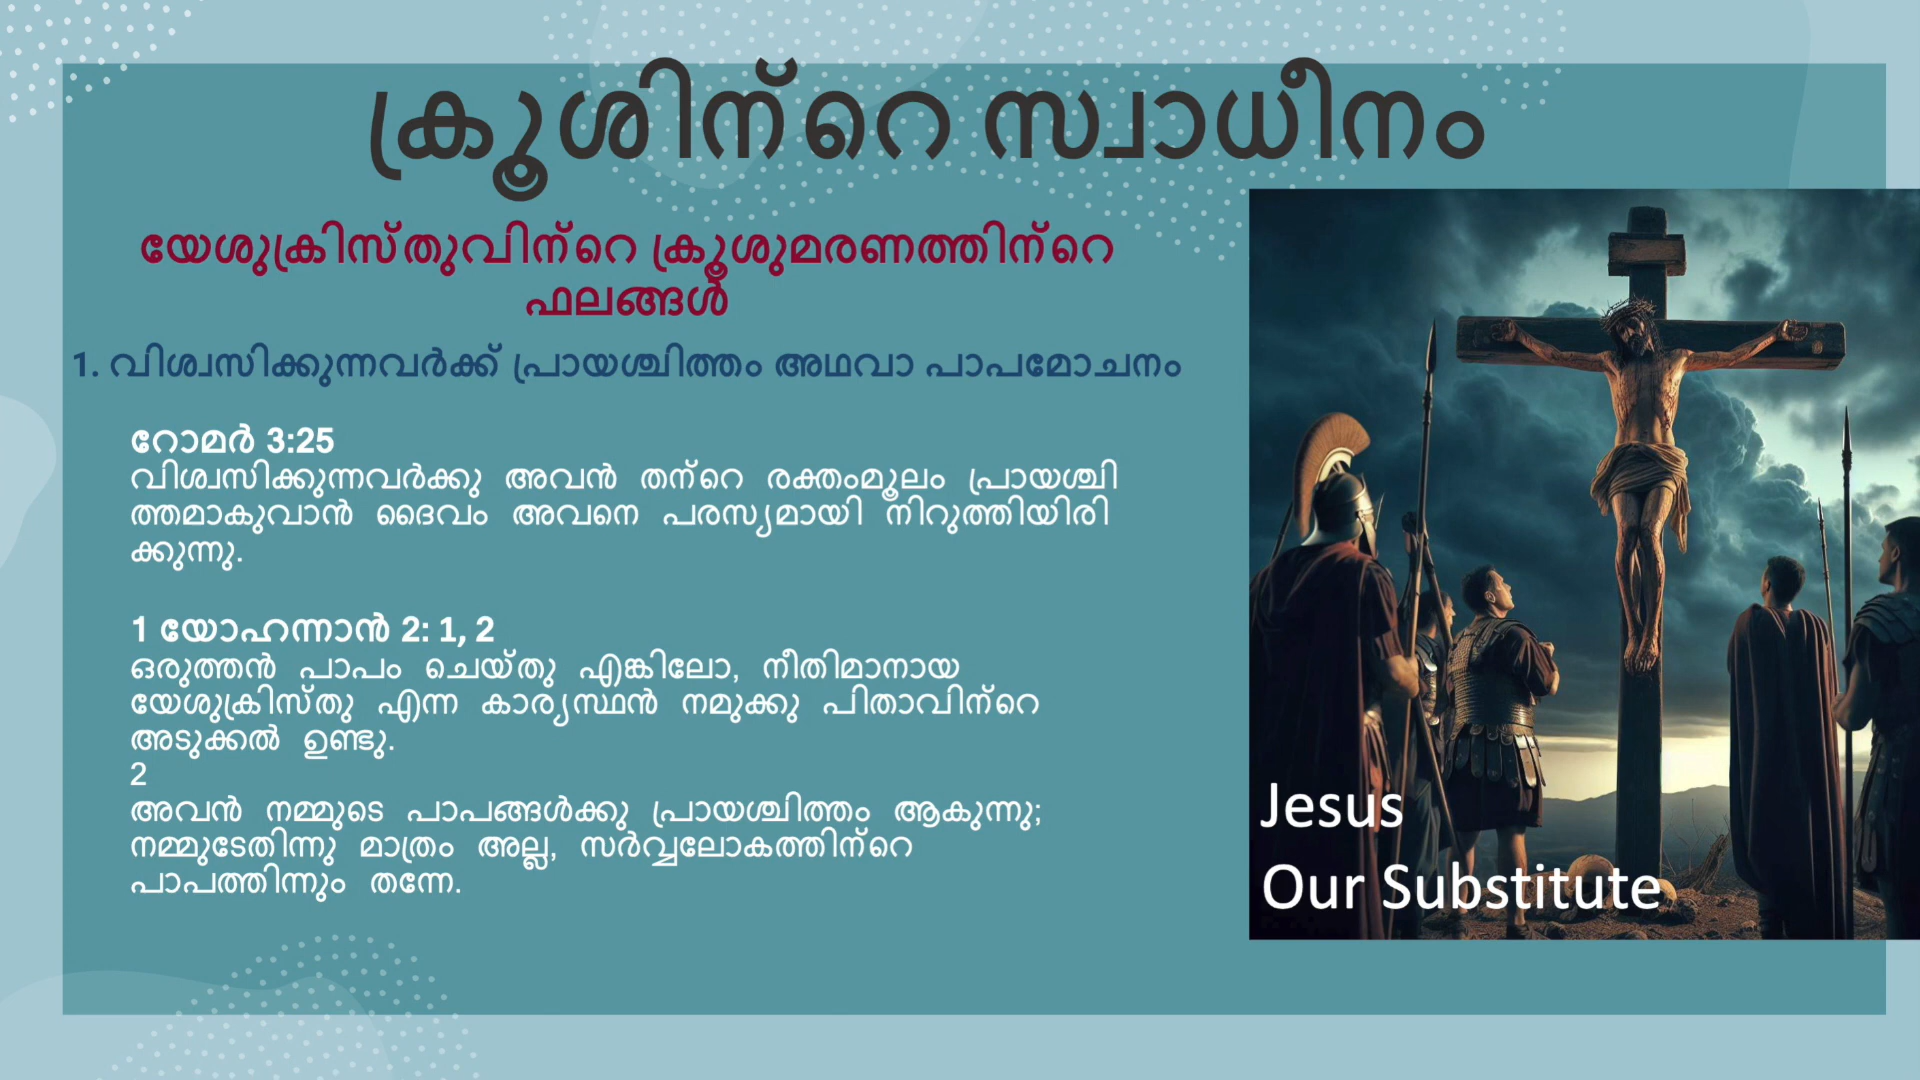 ക്രൂശിന്‍റെ സ്വാധീനം
യേശുക്രിസ്തുവിന്‍റെ ക്രൂശുമരണത്തിന്‍റെ
ഫലങ്ങൾ
1. വിശ്വസിക്കുന്നവർക്ക് പ്രായശ്ചിത്തം അഥവാ പാപമോചനം
റോമർ 3:25
വിശ്വസിക്കുന്നവർക്കു അവൻ തന്‍റെ രക്തംമൂലം പ്രായശ്ചി
ത്തമാകുവാൻ ദൈവം അവനെ പരസ്യമായി നിറുത്തിയിരി
ക്കുന്നു.
1 യോഹന്നാൻ 2: 1, 2
ഒരുത്തൻ പാപം ചെയ്തു എങ്കിലോ, നീതിമാനായ
യേശുക്രിസ്തു എന്ന കാര്യസ്ഥൻ നമുക്കു പിതാവിന്‍റെ
അടുക്കൽ ഉണ്ടു.
2
അവൻ നമ്മുടെ പാപങ്ങൾക്കു പ്രായശ്ചിത്തം ആകുന്നു;
നമ്മുടേതിന്നു മാത്രം അല്ല, സർവ്വലോകത്തിന്‍റെ
പാപത്തിന്നും തന്നേ.
Jesus
Our Substitute